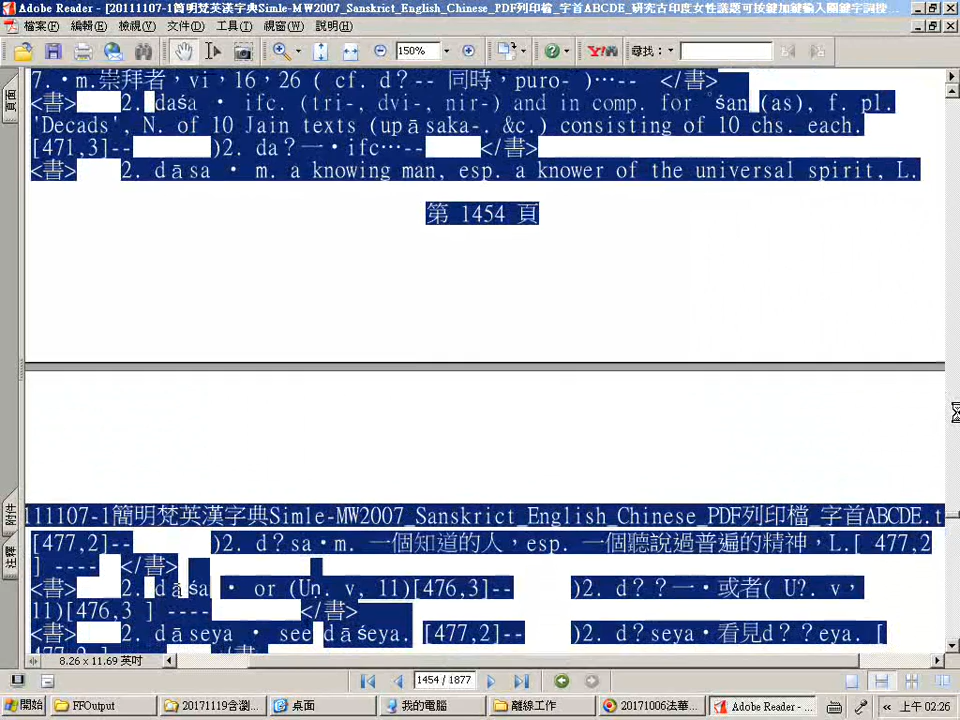 Adobe Reader - [20111107-1簡明梵英漢字典Simle-MW2007_Sanskrict_English_Chinese_PDF列印檔_字首ABCDE_研究古印度女性議題可按鍵加鍵輸入關鍵字詞搜...
檔案(F) 編輯(E) 檢視(V) 文件(D) 工具(T) 視窗(W) 說明(H)
150% Y! 尋找:
頁面
7.‧m.崇拜者，vi，16，26 ( cf. d？-- 同時，puro- )…-- </書>
<書> 2. daśa ‧ ifc. (tri-, dvi-, nir-) and in comp. for °śan (as), f. pl.
'Decads', N. of 10 Jain texts (upāsaka-. &c.) consisting of 10 chs. each.
[471,3]-- )2. da？一‧ifc…-- </書>
<書> 2. dāsa ‧ m. a knowing man, esp. a knower of the universal spirit, L.
第 1454 頁
111107-1簡明梵英漢字典Simle-MW2007_Sanskrict_English_Chinese_PDF列印檔_字首ABCDE.t
[477,2]-- )2. d？sa‧m. 一個知道的人，esp. 一個聽說過普遍的精神，L.[ 477,2
] ---- </書>
<書> 2. dāśa ‧ or (Uṇ. v, 11)[476,3]-- )2. d？？一‧或者( U?. v，
11)[476,3 ] ---- </書>
<書> 2. dāseya ‧ see dāśeya. [477,2]-- )2. d？seya‧看見d？？eya. [
附件
注釋
8.26 x 11.69 英吋
1454 / 1877
開始 FFOutput 20171119含瀏... 桌面 我的電腦 離線工作 20171006法華... Adobe Reader - [... 上午 02:26